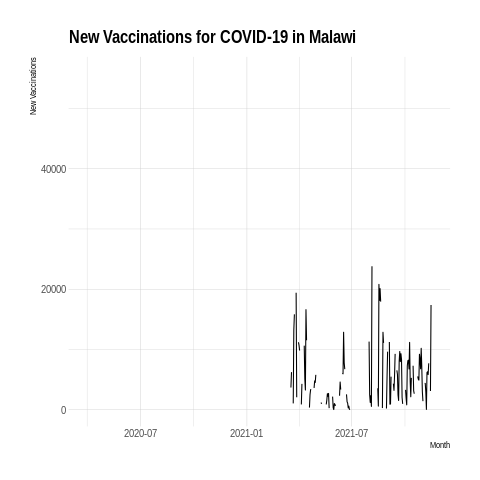 New Vaccinations for COVID-19 in Malawi
New Vaccinations
40000
20000
0
2020-07
2021-01
2021-07
Month